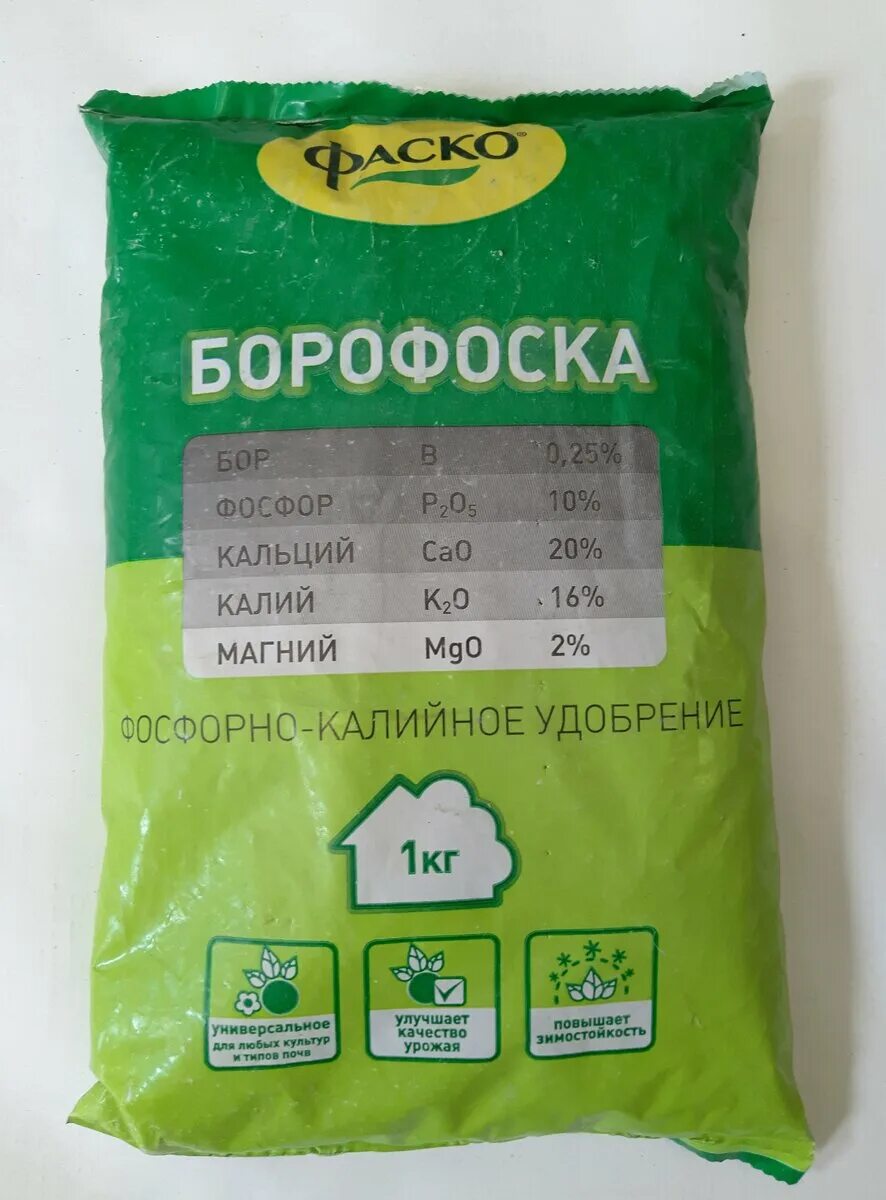 ФАСКО®
БОРОФОСКА
БОР B 0,25%
ФОСФОР P₂O₅ 10%
КАЛЬЦИЙ CaO 20%
КАЛИЙ K₂O 16%
МАГНИЙ MgO 2%
ФОСФОРНО-КАЛИЙНОЕ УДОБРЕНИЕ
1кг
универсальное
для любых культур
и типов почв
улучшает
качество
урожая
повышает
зимостойкость